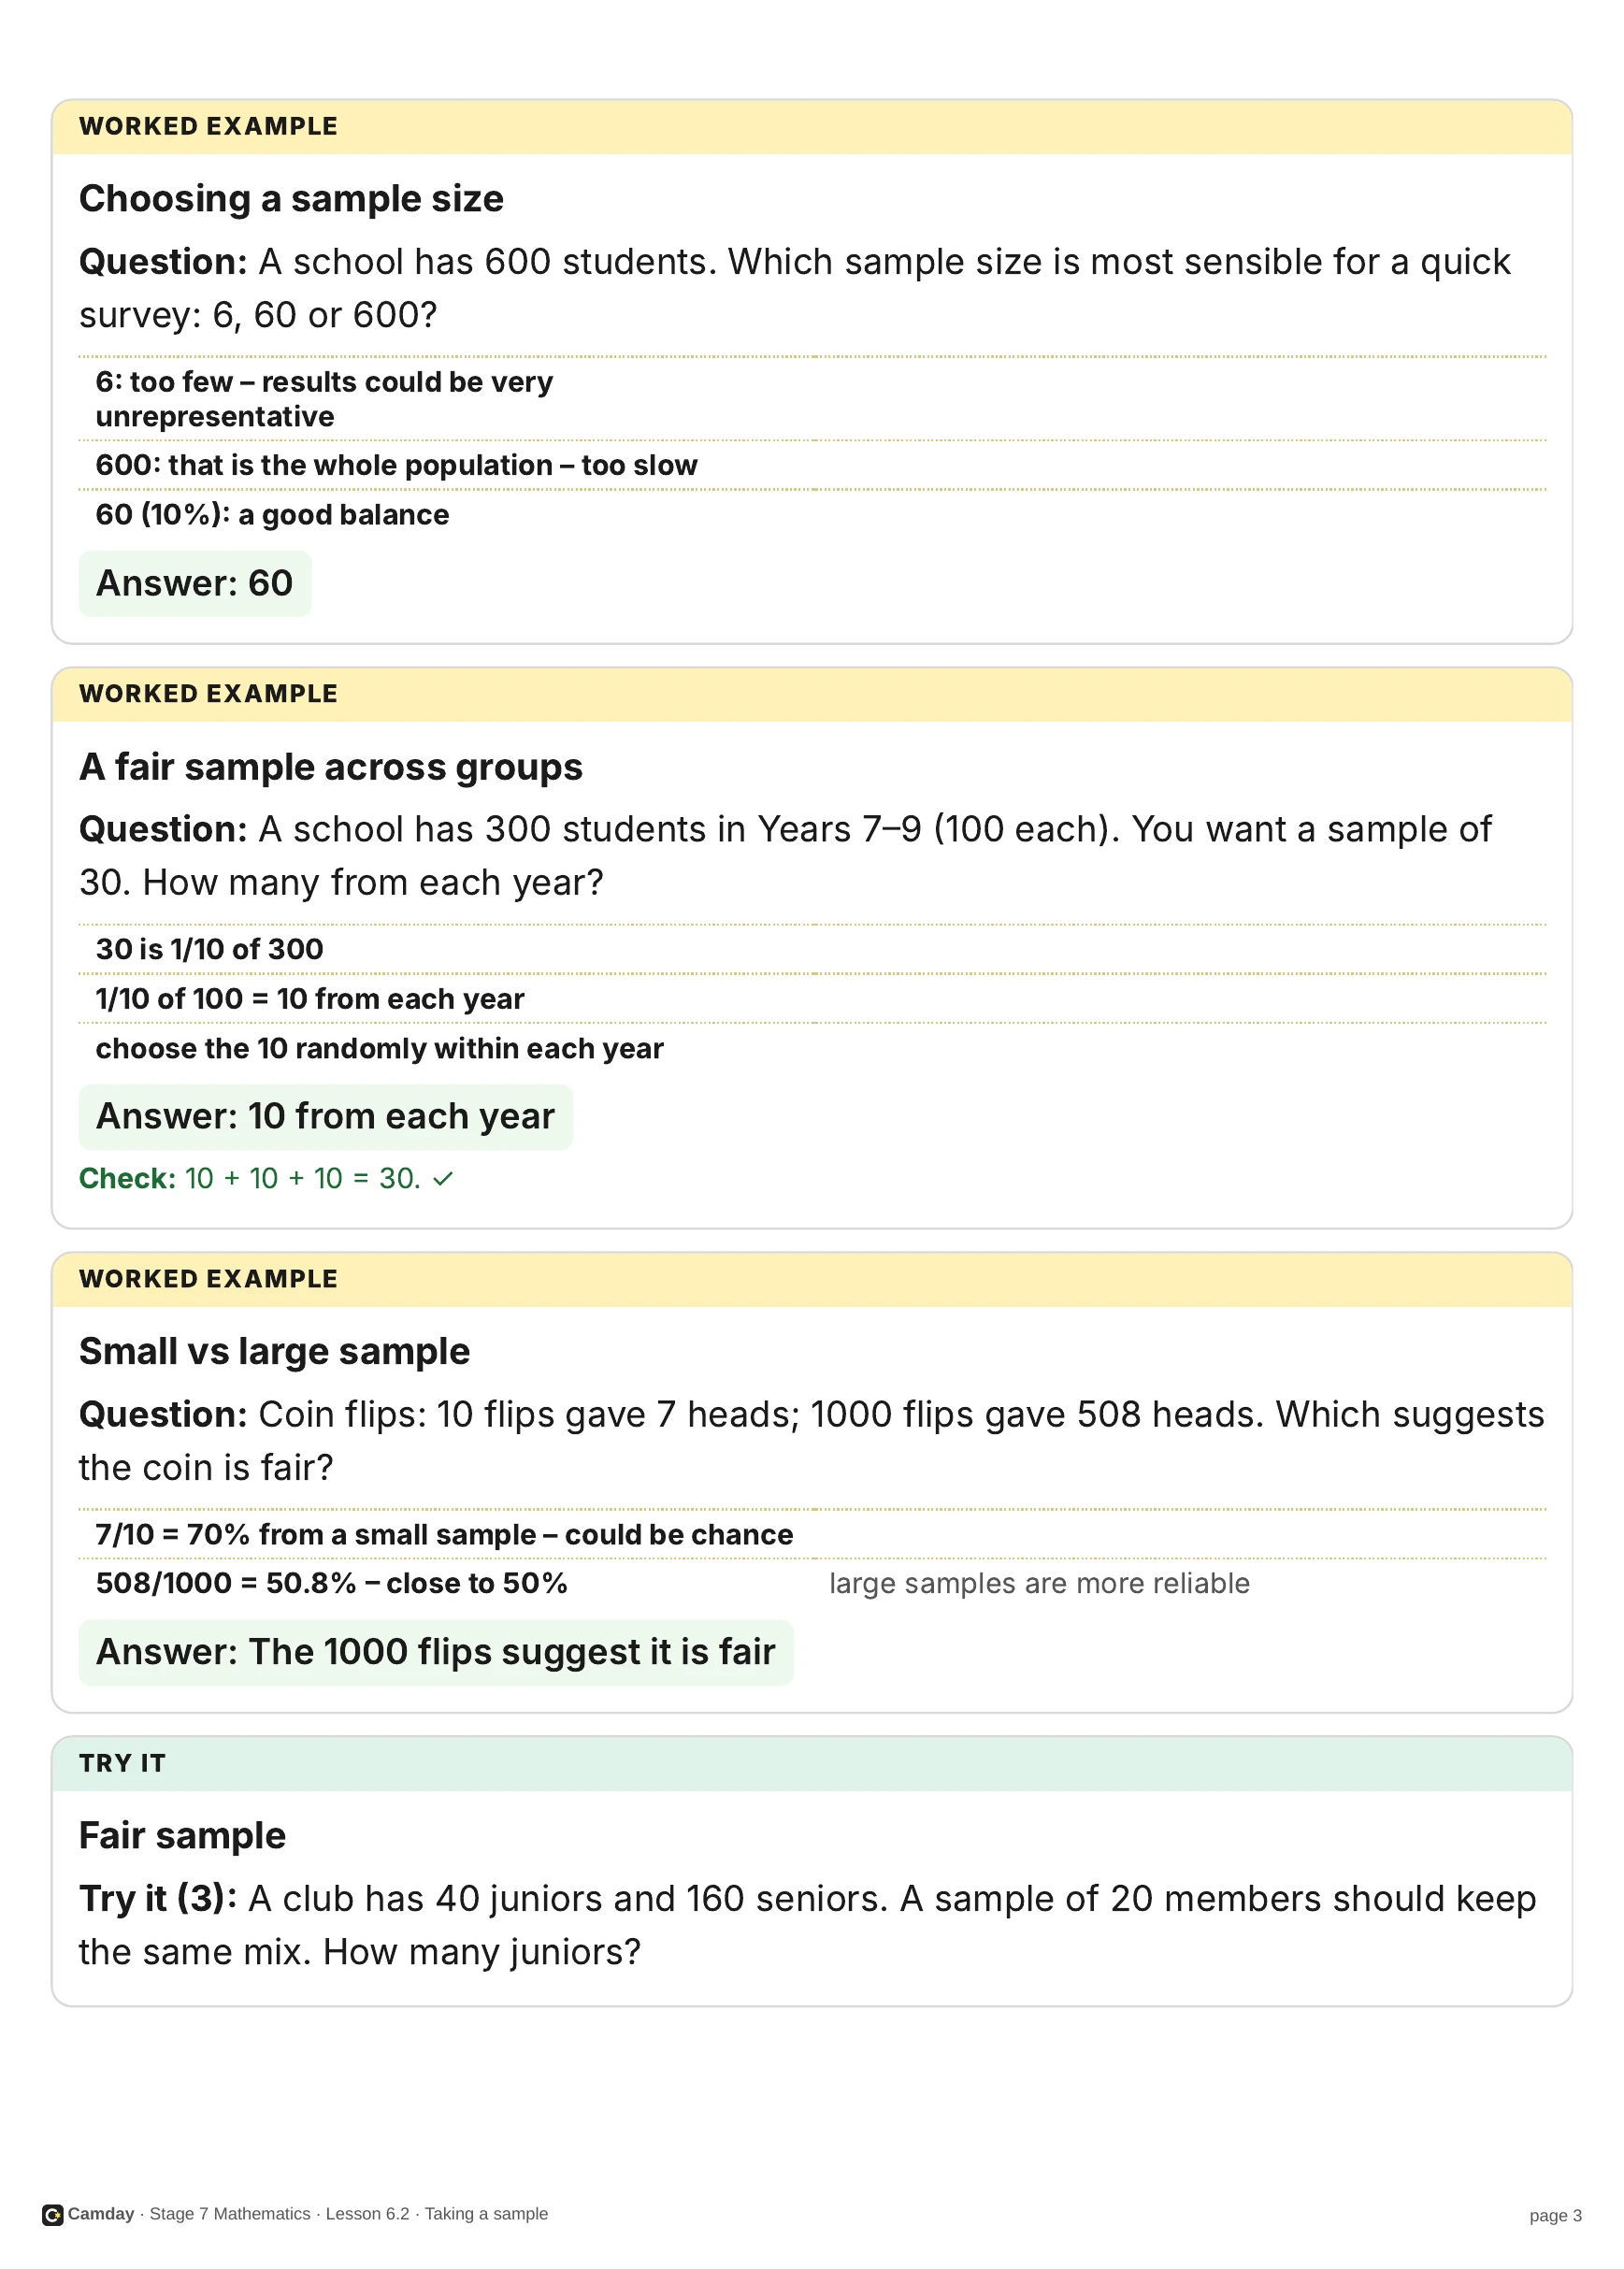 WORKED EXAMPLE
Choosing a sample size
Question: A school has 600 students. Which sample size is most sensible for a quick
survey: 6, 60 or 600?
6: too few – results could be very
unrepresentative
600: that is the whole population – too slow
60 (10%): a good balance
Answer: 60
WORKED EXAMPLE
A fair sample across groups
Question: A school has 300 students in Years 7–9 (100 each). You want a sample of
30. How many from each year?
30 is 1/10 of 300
1/10 of 100 = 10 from each year
choose the 10 randomly within each year
Answer: 10 from each year
Check: 10 + 10 + 10 = 30. ✓
WORKED EXAMPLE
Small vs large sample
Question: Coin flips: 10 flips gave 7 heads; 1000 flips gave 508 heads. Which suggests
the coin is fair?
7/10 = 70% from a small sample – could be chance
508/1000 = 50.8% – close to 50% large samples are more reliable
Answer: The 1000 flips suggest it is fair
TRY IT
Fair sample
Try it (3): A club has 40 juniors and 160 seniors. A sample of 20 members should keep
the same mix. How many juniors?
Camday · Stage 7 Mathematics · Lesson 6.2 · Taking a sample page 3